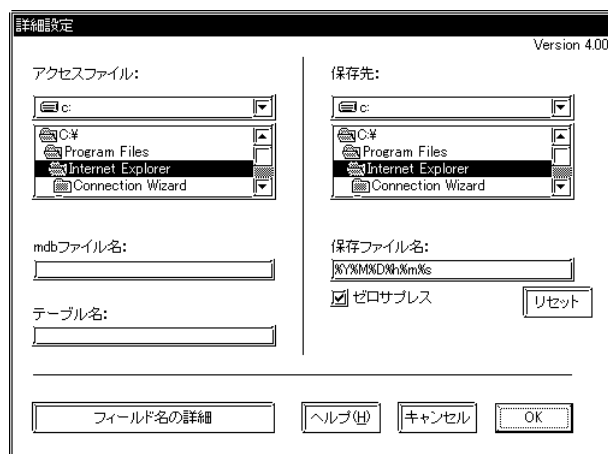 詳細設定
Version 4.00
アクセスファイル:
c:
C:¥
Program Files
Internet Explorer
Connection Wizard
mdbファイル名:
テーブル名:
保存先:
c:
C:¥
Program Files
Internet Explorer
Connection Wizard
保存ファイル名:
%Y%M%D%h%m%s
ゼロサプレス
リセット
フィールド名の詳細
ヘルプ(H)
キャンセル
OK